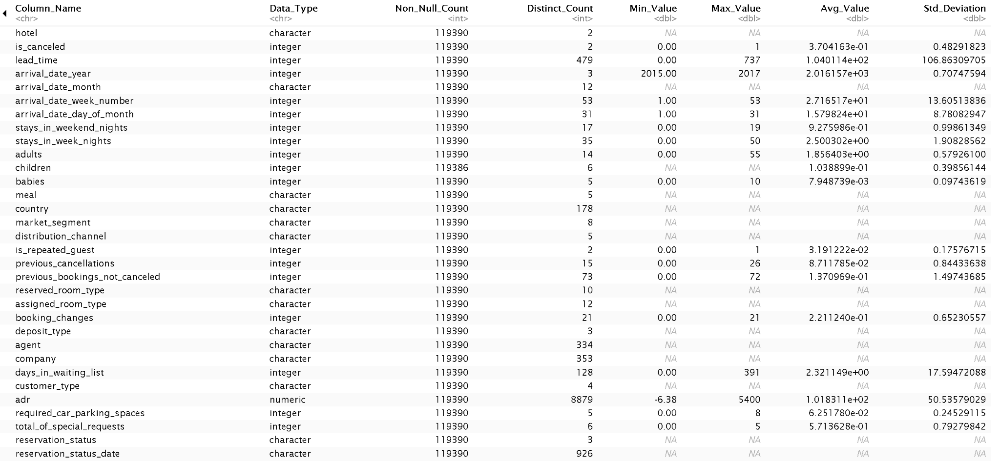 Column_Name Data_Type Non_Null_Count Distinct_Count Min_Value Max_Value Avg_Value Std_Deviation
<chr> <chr> <int> <int> <dbl> <dbl> <dbl> <dbl>
hotel character 119390 2 NA NA NA NA
is_canceled integer 119390 2 0.00 1 3.704163e-01 0.48291823
lead_time integer 119390 479 0.00 737 1.040114e+02 106.86309705
arrival_date_year integer 119390 3 2015.00 2017 2.016157e+03 0.70747594
arrival_date_month character 119390 12 NA NA NA NA
arrival_date_week_number integer 119390 53 1.00 53 2.716517e+01 13.60513836
arrival_date_day_of_month integer 119390 31 1.00 31 1.579824e+01 8.78082947
stays_in_weekend_nights integer 119390 17 0.00 19 9.275986e-01 0.99861349
stays_in_week_nights integer 119390 35 0.00 50 2.500302e+00 1.90828562
adults integer 119390 14 0.00 55 1.856403e+00 0.57926100
children integer 119386 6 NA NA 1.038899e-01 0.39856144
babies integer 119390 5 0.00 10 7.948739e-03 0.09743619
meal character 119390 5 NA NA NA NA
country character 119390 178 NA NA NA NA
market_segment character 119390 8 NA NA NA NA
distribution_channel character 119390 5 NA NA NA NA
is_repeated_guest integer 119390 2 0.00 1 3.191222e-02 0.17576715
previous_cancellations integer 119390 15 0.00 26 8.711785e-02 0.84433638
previous_bookings_not_canceled integer 119390 73 0.00 72 1.370969e-01 1.49743685
reserved_room_type character 119390 10 NA NA NA NA
assigned_room_type character 119390 12 NA NA NA NA
booking_changes integer 119390 21 0.00 21 2.211240e-01 0.65230557
deposit_type character 119390 3 NA NA NA NA
agent character 119390 334 NA NA NA NA
company character 119390 353 NA NA NA NA
days_in_waiting_list integer 119390 128 0.00 391 2.321149e+00 17.59472088
customer_type character 119390 4 NA NA NA NA
adr numeric 119390 8879 -6.38 5400 1.018311e+02 50.53579029
required_car_parking_spaces integer 119390 5 0.00 8 6.251780e-02 0.24529115
total_of_special_requests integer 119390 6 0.00 5 5.713628e-01 0.79279842
reservation_status character 119390 3 NA NA NA NA
reservation_status_date character 119390 926 NA NA NA NA